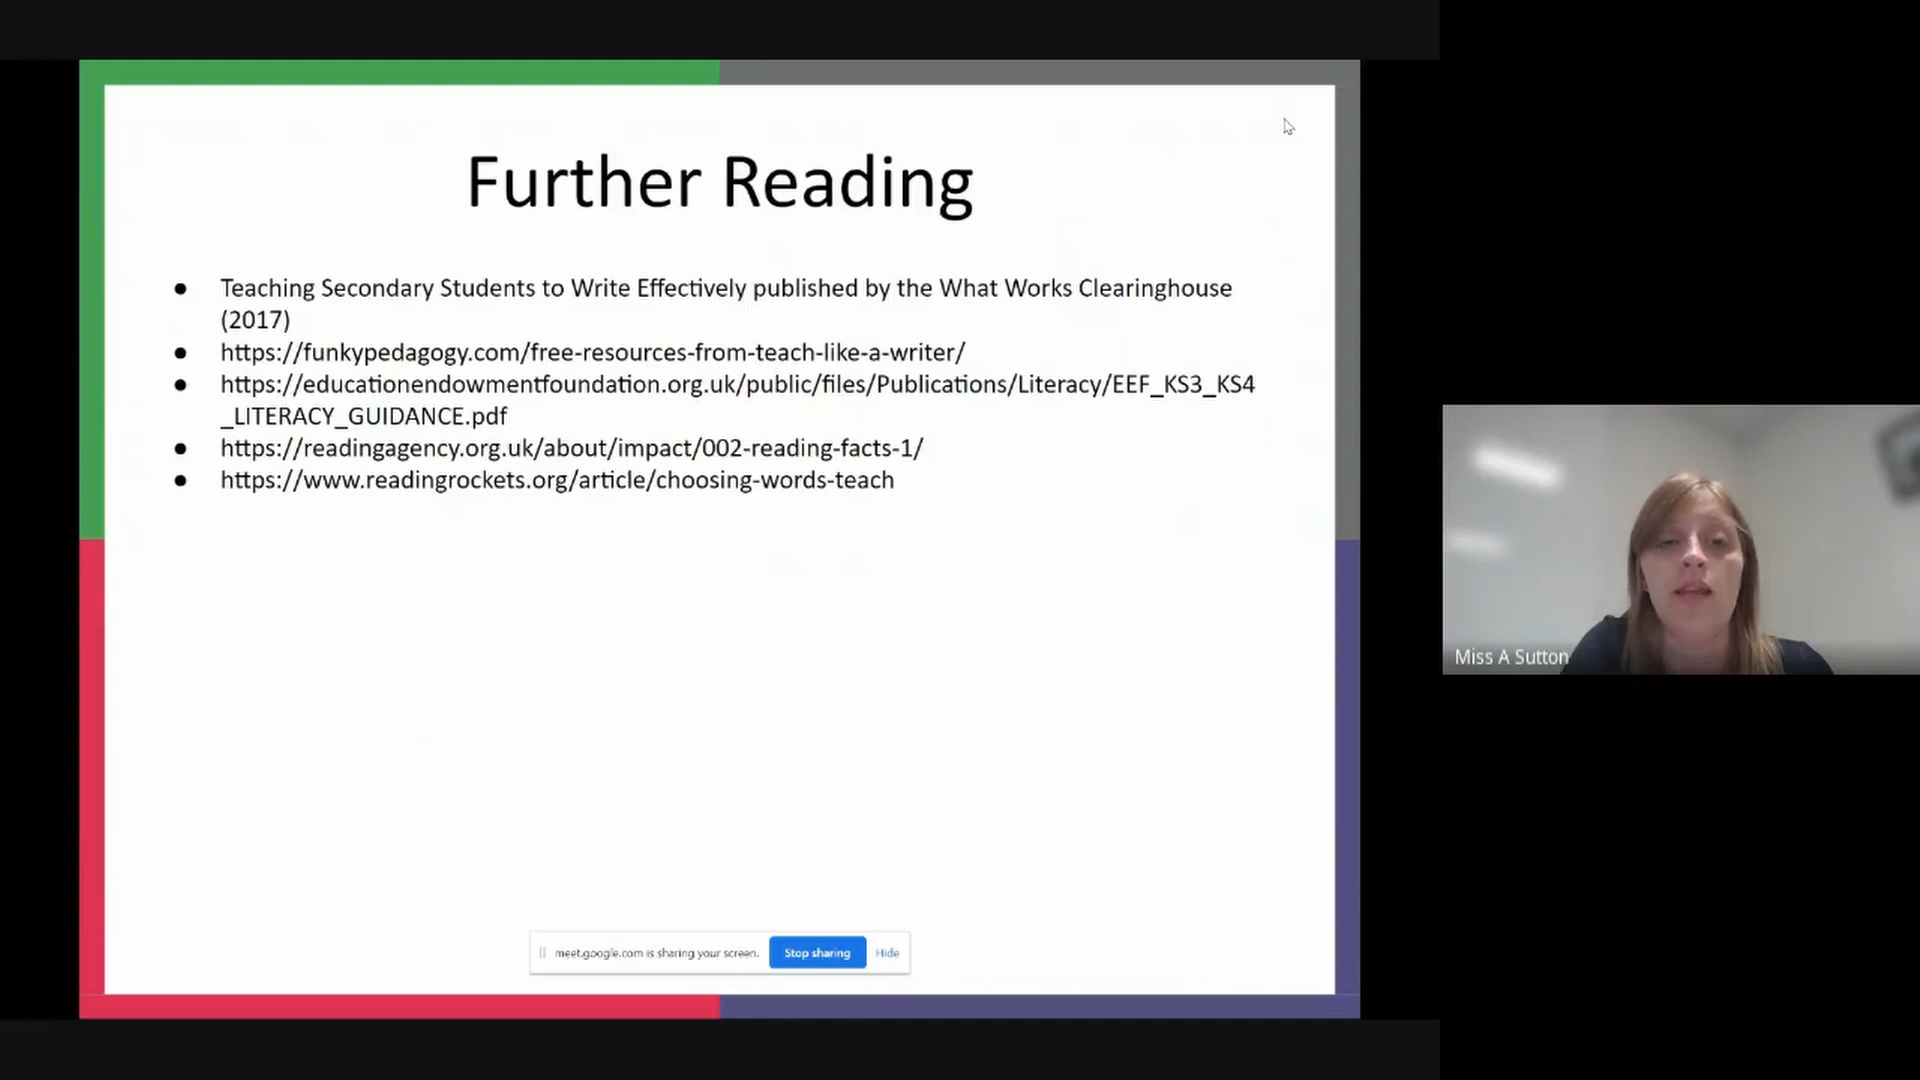 Further Reading
● Teaching Secondary Students to Write Effectively published by the What Works Clearinghouse
(2017)
● https://funkypedagogy.com/free-resources-from-teach-like-a-writer/
● https://educationendowmentfoundation.org.uk/public/files/Publications/Literacy/EEF_KS3_KS4
_LITERACY_GUIDANCE.pdf
● https://readingagency.org.uk/about/impact/002-reading-facts-1/
● https://www.readingrockets.org/article/choosing-words-teach
meet.google.com is sharing your screen. Stop sharing Hide
Miss A Sutton